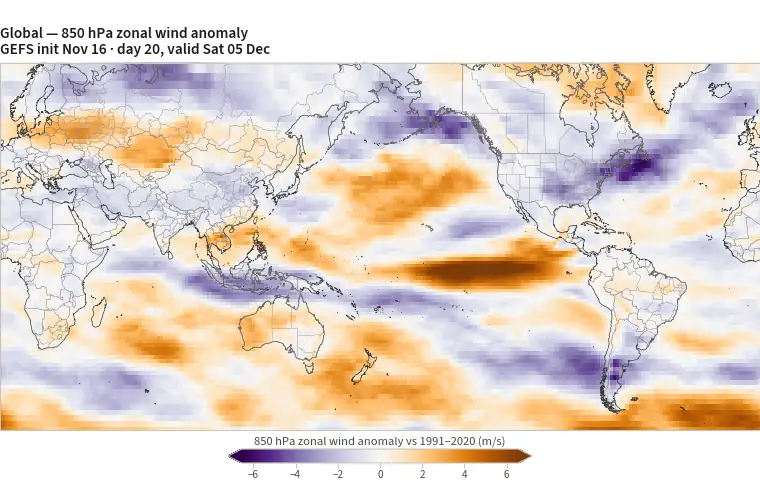 Global — 850 hPa zonal wind anomaly
GEFS init Nov 16 · day 20, valid Sat 05 Dec
850 hPa zonal wind anomaly vs 1991–2020 (m/s)
−6 −4 −2 0 2 4 6